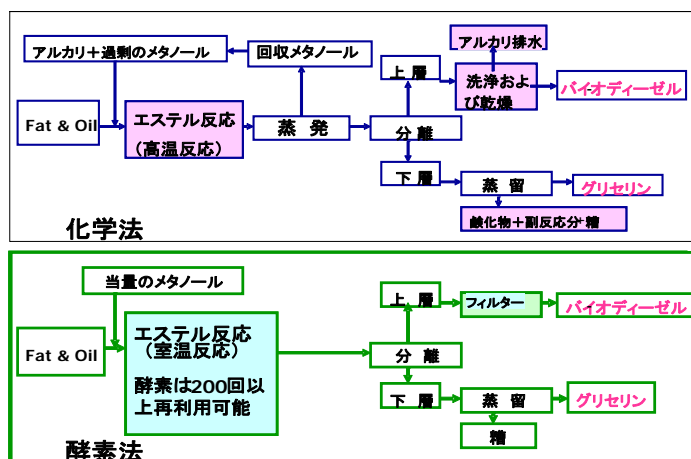 アルカリ＋過剰のメタノール
回収メタノール
アルカリ排水
上 層
洗浄およ
び乾燥
バイオディーゼル
Fat & Oil
エステル反応
（高温反応）
蒸 発
分 離
下 層
蒸 留
グリセリン
鹸化物＋副反応分+糟
化学法
当量のメタノール
上 層
フィルター
バイオディーゼル
Fat & Oil
エステル反応
（室温反応）
酵素は200回以
上再利用可能
分 離
下 層
蒸 留
グリセリン
糟
酵素法